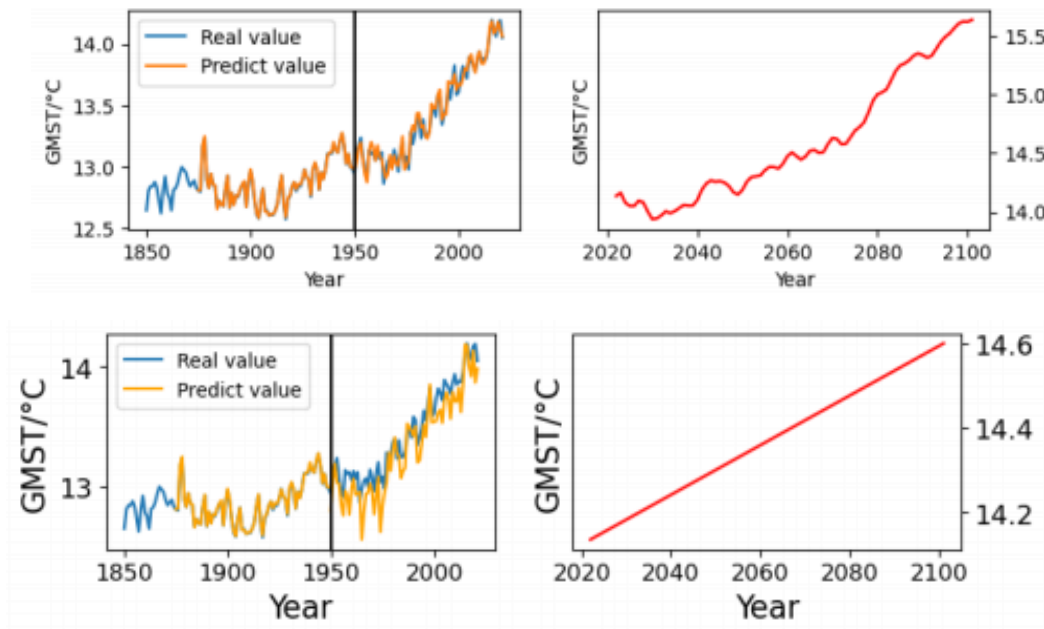 Real value
Predict value
GMST/°C
14.0
13.5
13.0
12.5
1850 1900 1950 2000
Year
GMST/°C
15.5
15.0
14.5
14.0
2020 2040 2060 2080 2100
Year
Real value
Predict value
GMST/°C
14
13
1850 1900 1950 2000
Year
GMST/°C
14.6
14.4
14.2
2020 2040 2060 2080 2100
Year